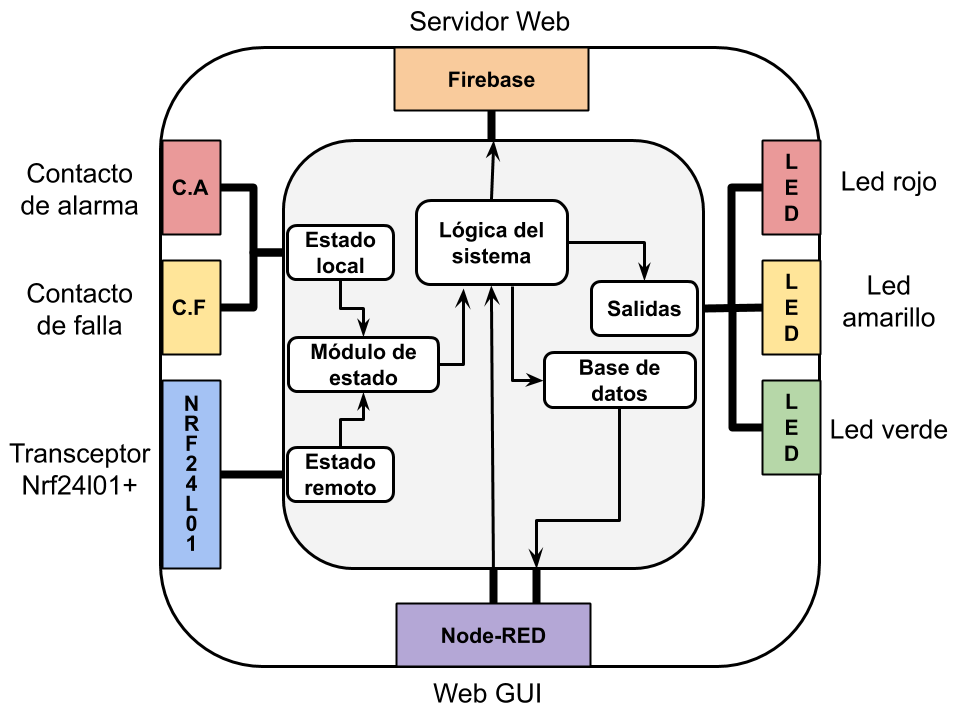 Servidor Web
Firebase
Contacto
de alarma
C.A
Contacto
de falla
C.F
Transceptor
Nrf24l01+
NRF24L01
Estado
local
Módulo de
estado
Estado
remoto
Lógica del
sistema
Salidas
Base de
datos
LED
Led rojo
LED
Led
amarillo
LED
Led verde
Node-RED
Web GUI